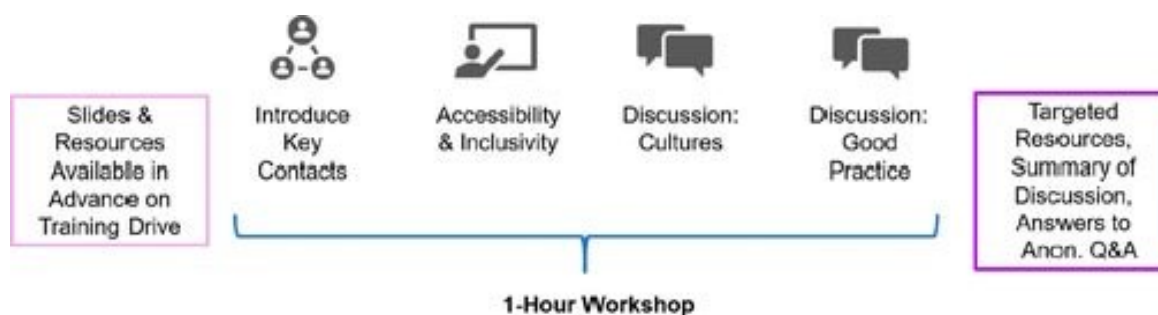 Slides &
Resources
Available in
Advance on
Training Drive
Introduce
Key
Contacts
Accessibility
& Inclusivity
Discussion:
Cultures
Discussion:
Good
Practice
Targeted
Resources,
Summary of
Discussion,
Answers to
Anon. Q&A
1-Hour Workshop